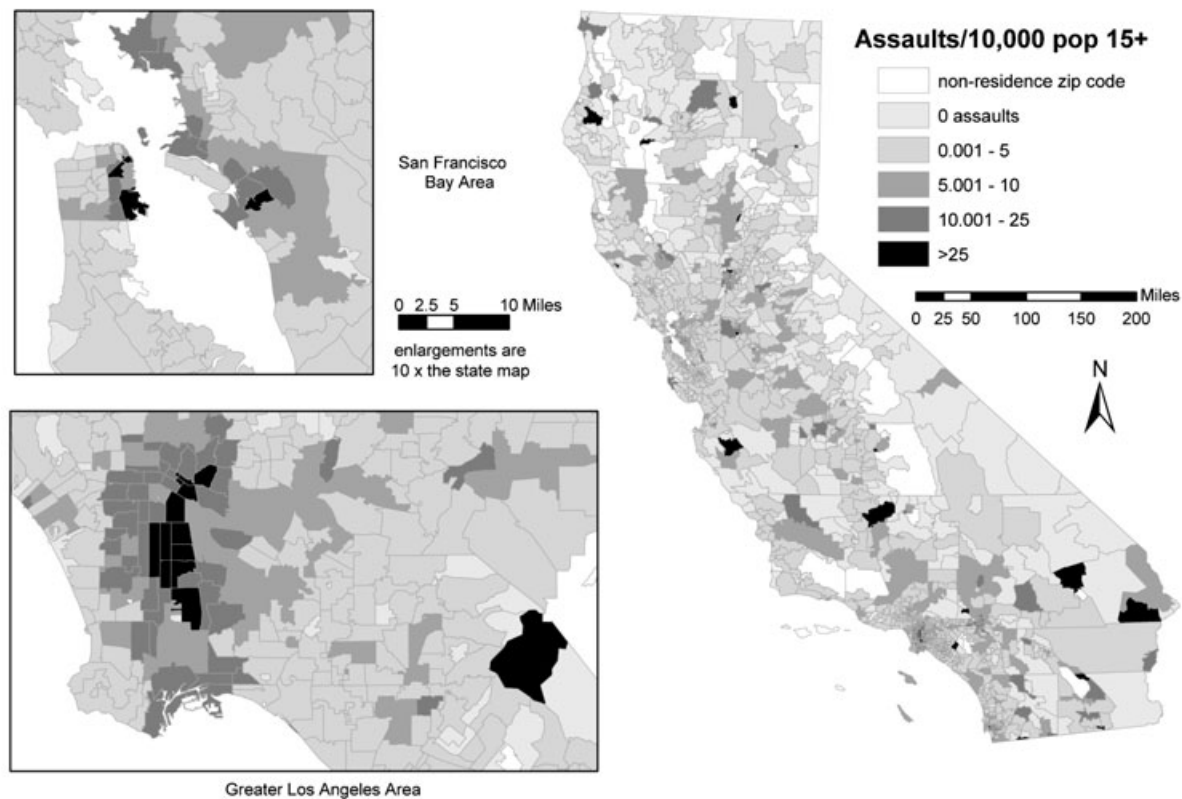 Assaults/10,000 pop 15+
non-residence zip code
0 assaults
0.001 - 5
5.001 - 10
10.001 - 25
>25
San Francisco
Bay Area
0 2.5 5 10 Miles
enlargements are
10 x the state map
Miles
0 25 50 100 150 200
N
Greater Los Angeles Area